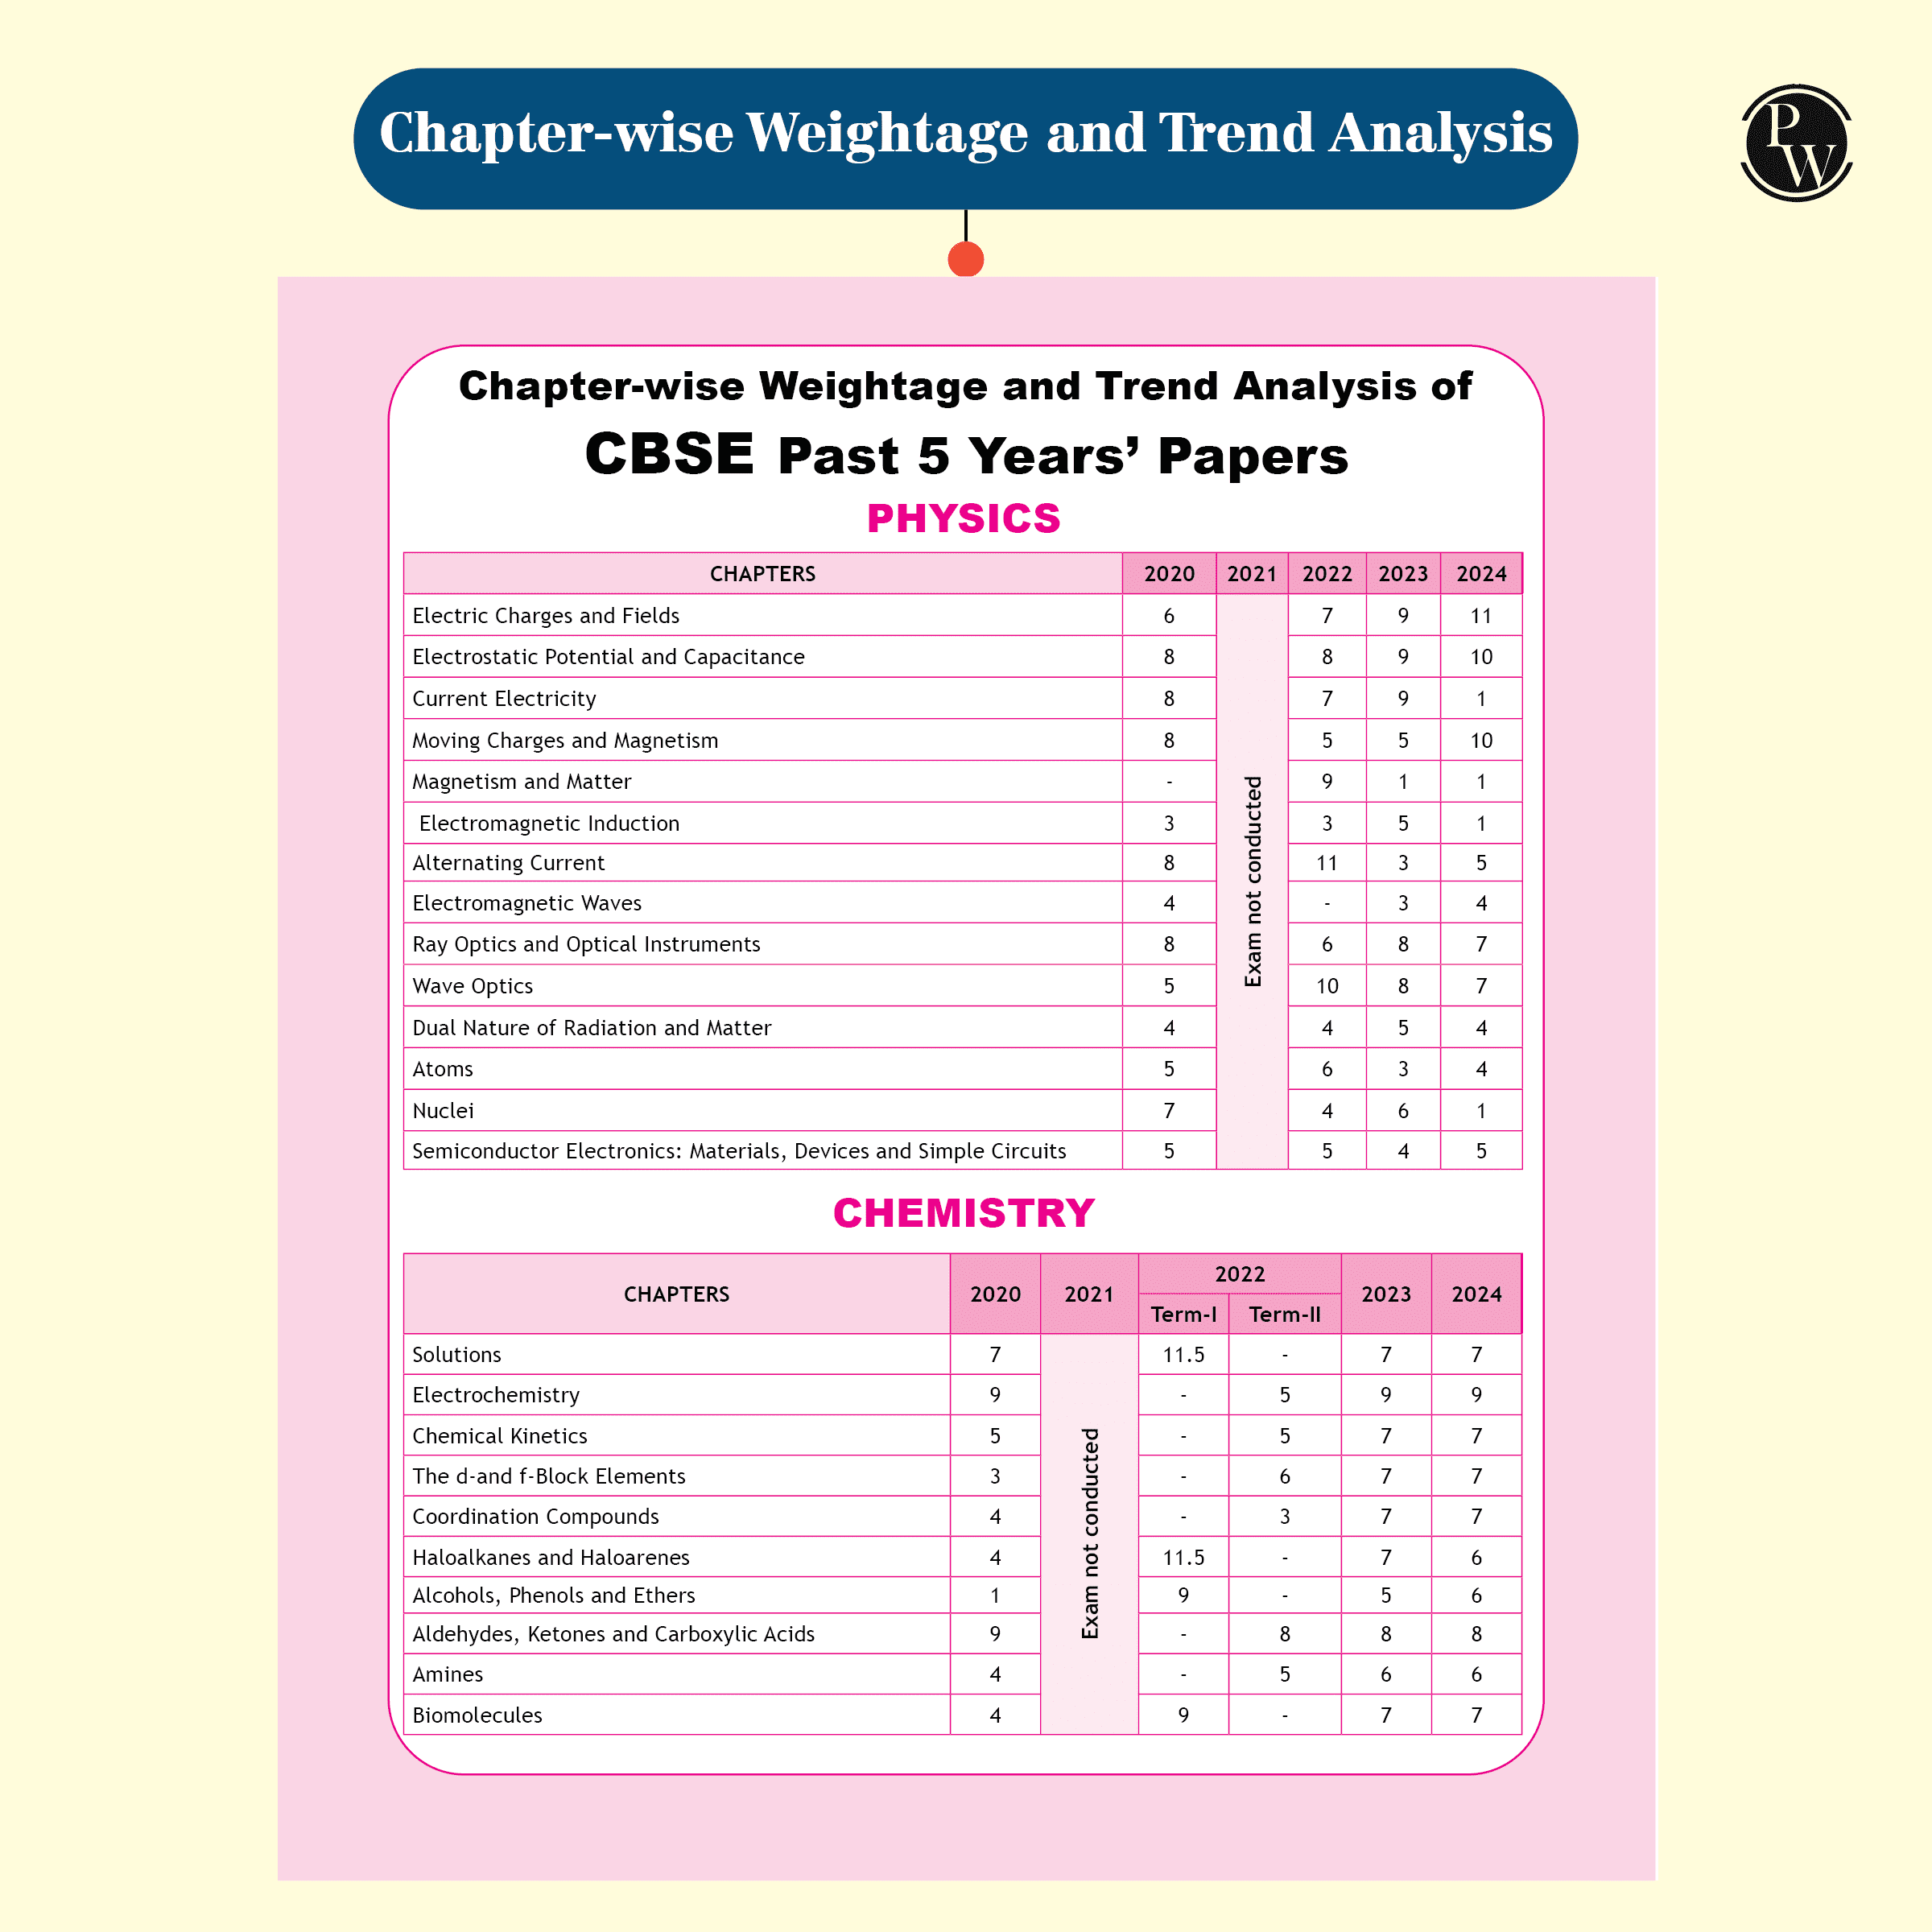 Chapter-wise Weightage and Trend Analysis
PW
Chapter-wise Weightage and Trend Analysis of
CBSE Past 5 Years’ Papers
PHYSICS
CHAPTERS 2020 2021 2022 2023 2024
Electric Charges and Fields 6 7 9 11
Electrostatic Potential and Capacitance 8 8 9 10
Current Electricity 8 7 9 1
Moving Charges and Magnetism 8 5 5 10
Magnetism and Matter - 9 1 1
Electromagnetic Induction 3 3 5 1
Alternating Current 8 11 3 5
Electromagnetic Waves 4 - 3 4
Ray Optics and Optical Instruments 8 6 8 7
Wave Optics 5 10 8 7
Dual Nature of Radiation and Matter 4 4 5 4
Atoms 5 6 3 4
Nuclei 7 4 6 1
Semiconductor Electronics: Materials, Devices and Simple Circuits 5 5 4 5
Exam not conducted
CHEMISTRY
CHAPTERS 2020 2021 2022 2023 2024
Term-I Term-II
Solutions 7 11.5 - 7 7
Electrochemistry 9 - 5 9 9
Chemical Kinetics 5 - 5 7 7
The d-and f-Block Elements 3 - 6 7 7
Coordination Compounds 4 - 3 7 7
Haloalkanes and Haloarenes 4 11.5 - 7 6
Alcohols, Phenols and Ethers 1 9 - 5 6
Aldehydes, Ketones and Carboxylic Acids 9 - 8 8 8
Amines 4 - 5 6 6
Biomolecules 4 9 - 7 7
Exam not conducted